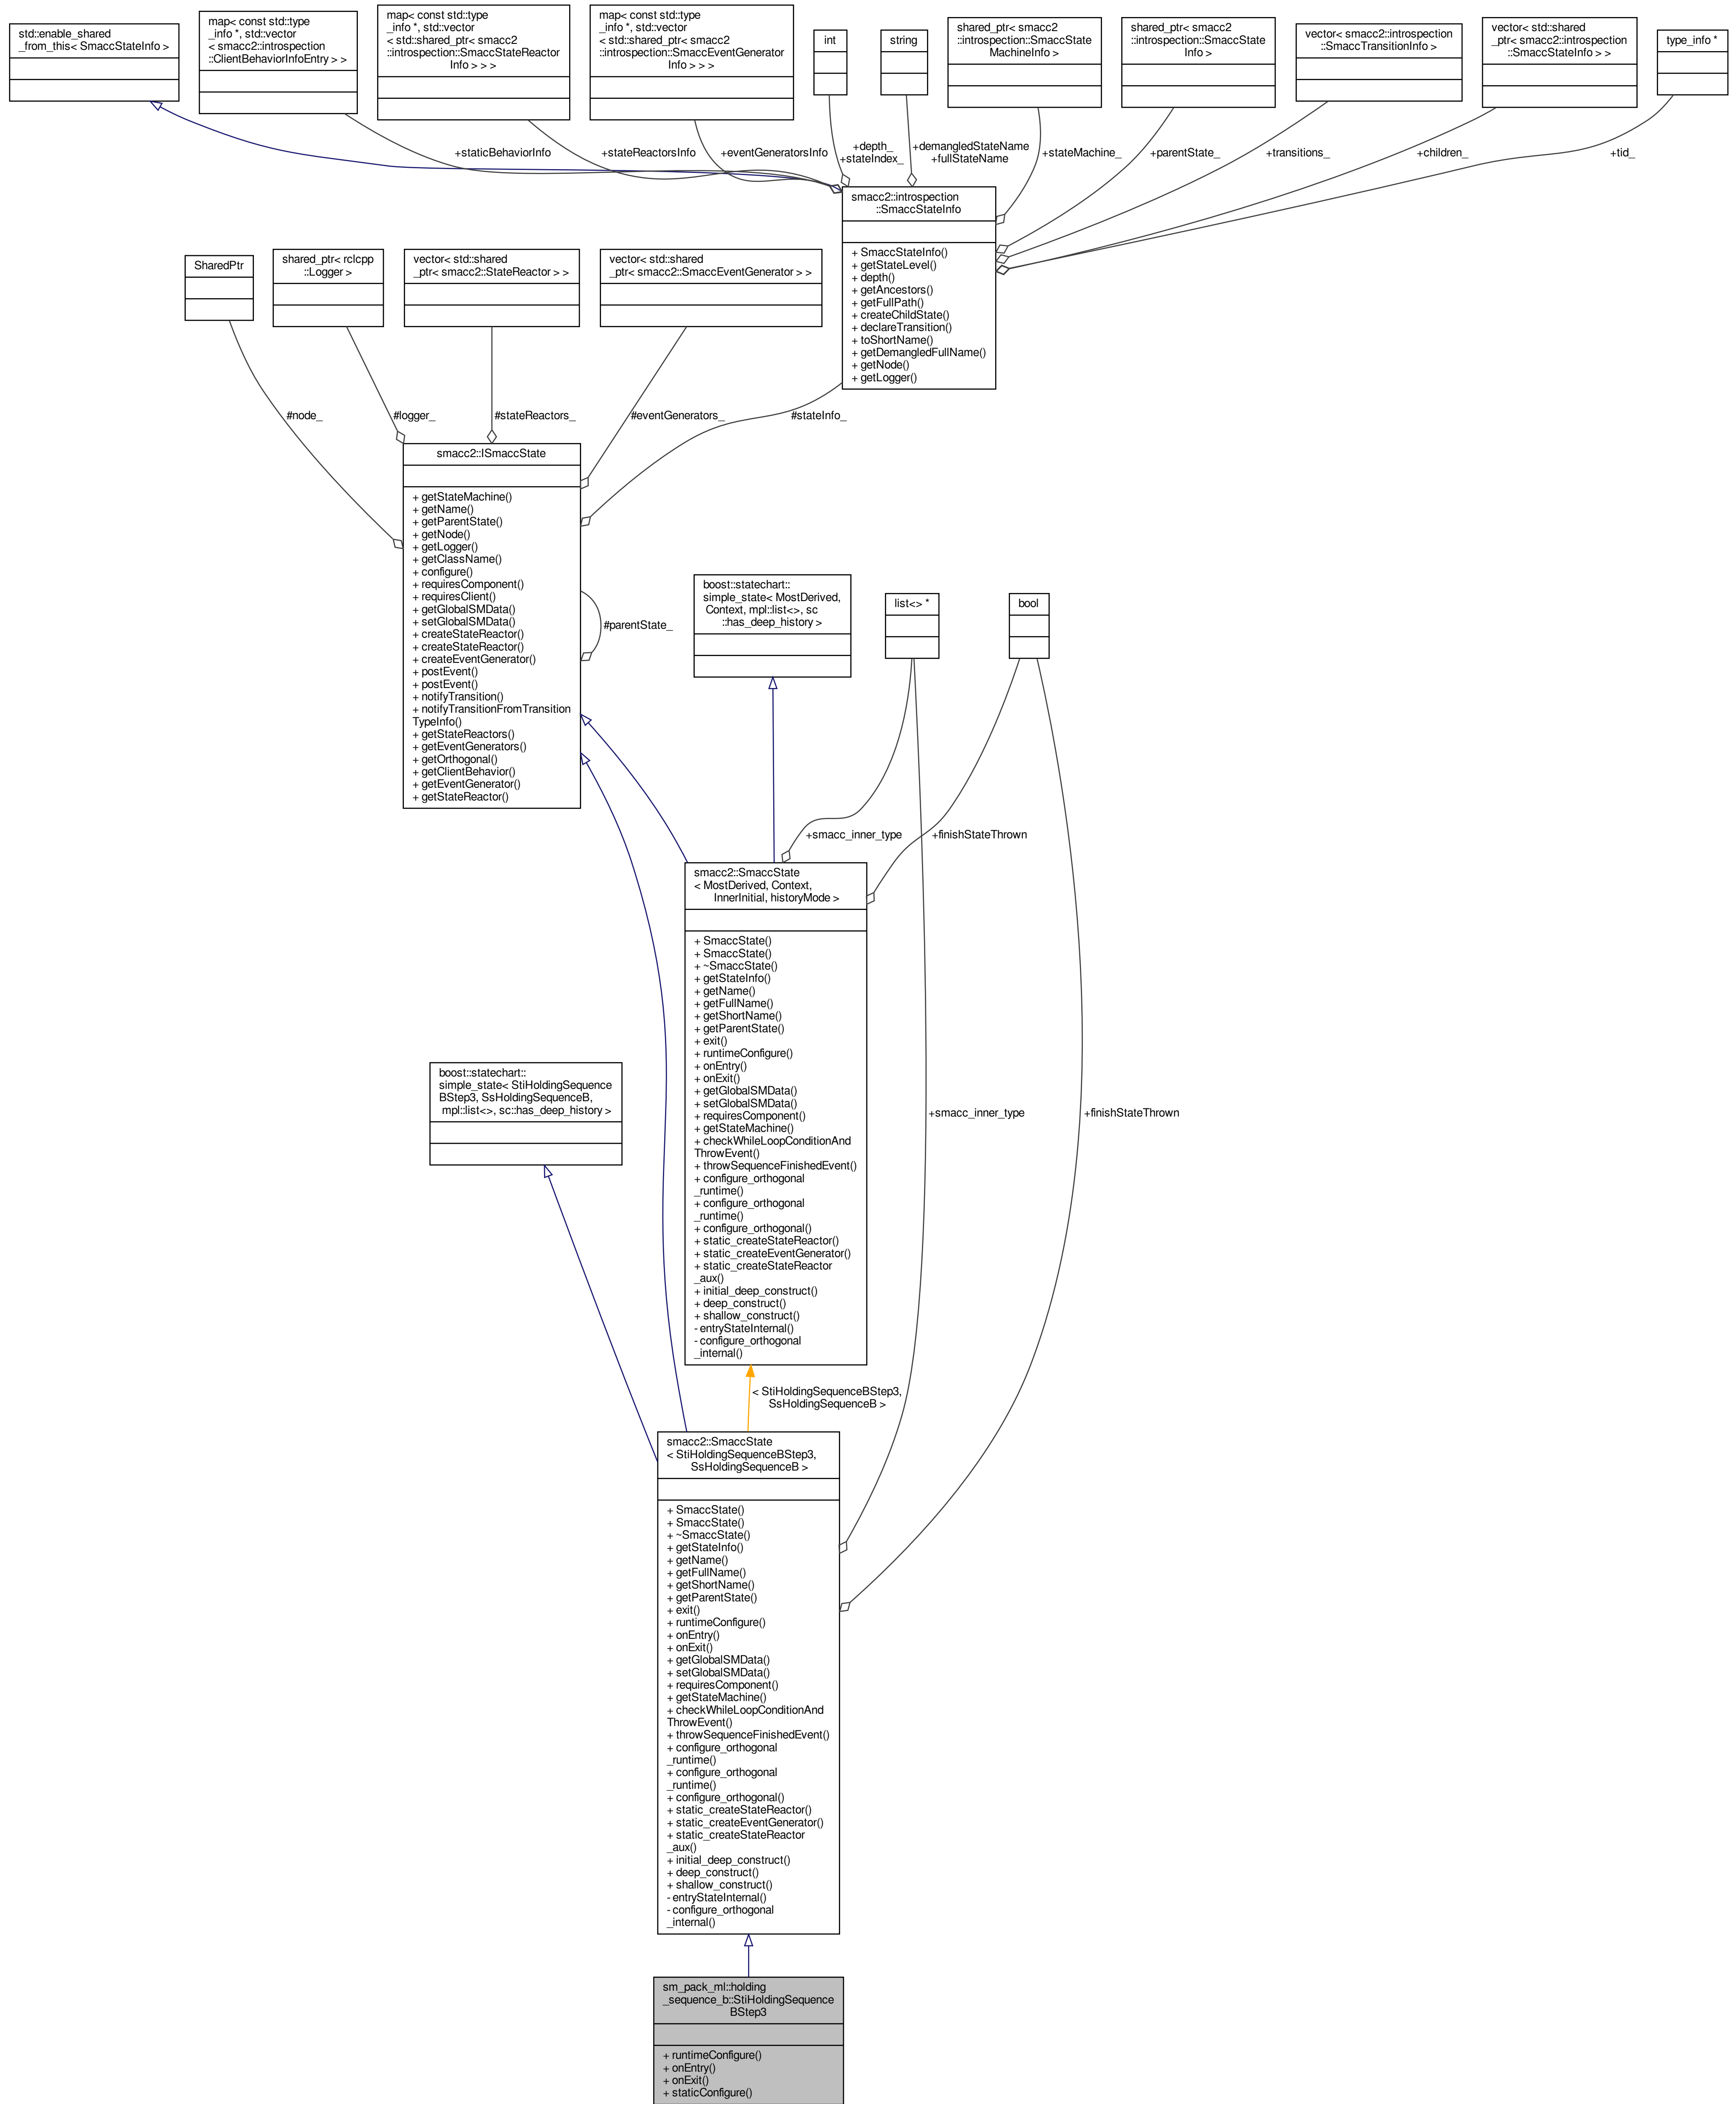 std::enable_shared
_from_this< SmaccStateInfo >
map< const std::type
_info *, std::vector
< smacc2::introspection
::ClientBehaviorInfoEntry > >
map< const std::type
_info *, std::vector
< std::shared_ptr< smacc2
::introspection::SmaccStateReactor
Info > > >
map< const std::type
_info *, std::vector
< std::shared_ptr< smacc2
::introspection::SmaccEventGenerator
Info > > >
int
string
shared_ptr< smacc2
::introspection::SmaccState
MachineInfo >
shared_ptr< smacc2
::introspection::SmaccState
Info >
vector< smacc2::introspection
::SmaccTransitionInfo >
vector< std::shared
_ptr< smacc2::introspection
::SmaccStateInfo > >
type_info *
+staticBehaviorInfo
+stateReactorsInfo
+eventGeneratorsInfo
+depth_
+stateIndex_
+demangledStateName
+fullStateName
+stateMachine_
+parentState_
+transitions_
+children_
+tid_
smacc2::introspection
::SmaccStateInfo
+ SmaccStateInfo()
+ getStateLevel()
+ depth()
+ getAncestors()
+ getFullPath()
+ createChildState()
+ declareTransition()
+ toShortName()
+ getDemangledFullName()
+ getNode()
+ getLogger()
SharedPtr
shared_ptr< rclcpp
::Logger >
vector< std::shared
_ptr< smacc2::StateReactor > >
vector< std::shared
_ptr< smacc2::SmaccEventGenerator > >
#node_
#logger_
#stateReactors_
#eventGenerators_
#stateInfo_
smacc2::ISmaccState
+ getStateMachine()
+ getName()
+ getParentState()
+ getNode()
+ getLogger()
+ getClassName()
+ configure()
+ requiresComponent()
+ requiresClient()
+ getGlobalSMData()
+ setGlobalSMData()
+ createStateReactor()
+ createStateReactor()
+ createEventGenerator()
+ postEvent()
+ postEvent()
+ notifyTransition()
+ notifyTransitionFromTransition
TypeInfo()
+ getStateReactors()
+ getEventGenerators()
+ getOrthogonal()
+ getClientBehavior()
+ getEventGenerator()
+ getStateReactor()
#parentState_
boost::statechart::
simple_state< MostDerived,
Context, mpl::list<>, sc
::has_deep_history >
list<> *
bool
+smacc_inner_type
+finishStateThrown
smacc2::SmaccState
< MostDerived, Context,
InnerInitial, historyMode >
+ SmaccState()
+ SmaccState()
+ ~SmaccState()
+ getStateInfo()
+ getName()
+ getFullName()
+ getShortName()
+ getParentState()
+ exit()
+ runtimeConfigure()
+ onEntry()
+ onExit()
+ getGlobalSMData()
+ setGlobalSMData()
+ requiresComponent()
+ getStateMachine()
+ checkWhileLoopConditionAnd
ThrowEvent()
+ throwSequenceFinishedEvent()
+ configure_orthogonal
_runtime()
+ configure_orthogonal
_runtime()
+ configure_orthogonal()
+ static_createStateReactor()
+ static_createEventGenerator()
+ static_createStateReactor
_aux()
+ initial_deep_construct()
+ deep_construct()
+ shallow_construct()
- entryStateInternal()
- configure_orthogonal
_internal()
boost::statechart::
simple_state< StiHoldingSequence
BStep3, SsHoldingSequenceB,
mpl::list<>, sc::has_deep_history >
+smacc_inner_type
+finishStateThrown
< StiHoldingSequenceBStep3,
SsHoldingSequenceB >
smacc2::SmaccState
< StiHoldingSequenceBStep3,
SsHoldingSequenceB >
+ SmaccState()
+ SmaccState()
+ ~SmaccState()
+ getStateInfo()
+ getName()
+ getFullName()
+ getShortName()
+ getParentState()
+ exit()
+ runtimeConfigure()
+ onEntry()
+ onExit()
+ getGlobalSMData()
+ setGlobalSMData()
+ requiresComponent()
+ getStateMachine()
+ checkWhileLoopConditionAnd
ThrowEvent()
+ throwSequenceFinishedEvent()
+ configure_orthogonal
_runtime()
+ configure_orthogonal
_runtime()
+ configure_orthogonal()
+ static_createStateReactor()
+ static_createEventGenerator()
+ static_createStateReactor
_aux()
+ initial_deep_construct()
+ deep_construct()
+ shallow_construct()
- entryStateInternal()
- configure_orthogonal
_internal()
sm_pack_ml::holding
_sequence_b::StiHoldingSequence
BStep3
+ runtimeConfigure()
+ onEntry()
+ onExit()
+ staticConfigure()